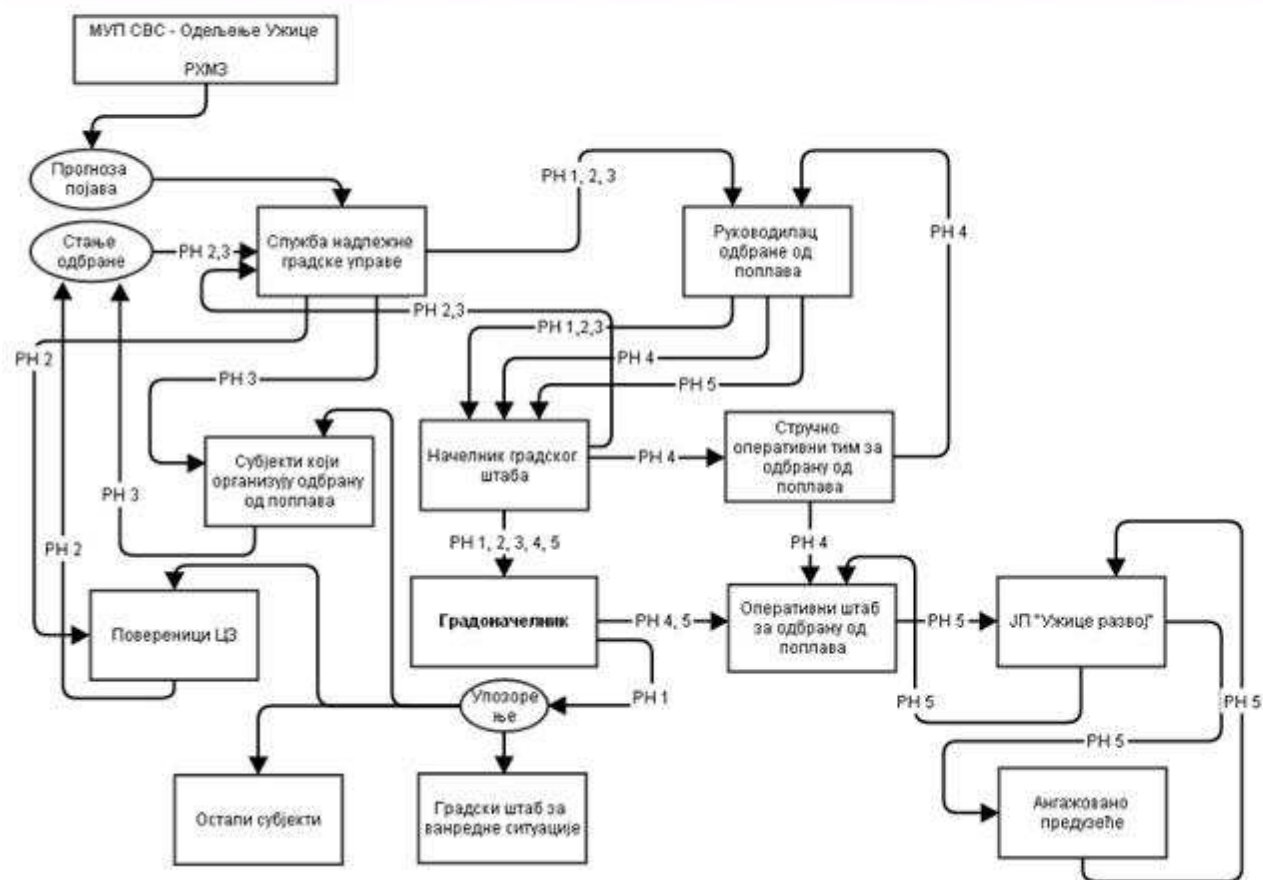 МУП СВС - Одељење Ужице
РХМЗ
Прогноза
појава
РН 1, 2, 3
РН 4
Стање
одбране
РН 2,3
Служба надлежне
градске управе
Руководилац
одбране од
поплава
РН 2,3
РН 1,2,3
РН 2
РН 4
РН 3
РН 5
Субјекти који
организују одбрану
од поплава
Начелник градског
штаба
РН 4
Стручно
оперативни тим за
одбрану од
поплава
РН 3
РН 2
РН 1, 2, 3, 4, 5
РН 4
Повереници ЦЗ
Градоначелник
РН 4, 5
Оперативни штаб
за одбрану од
поплава
РН 5
ЈП "Ужице развој"
Упозоре
ње
РН 1
РН 5
РН 5
РН 5
Остали субјекти
Градски штаб за
ванредне ситуације
Ангажовано
предузеће